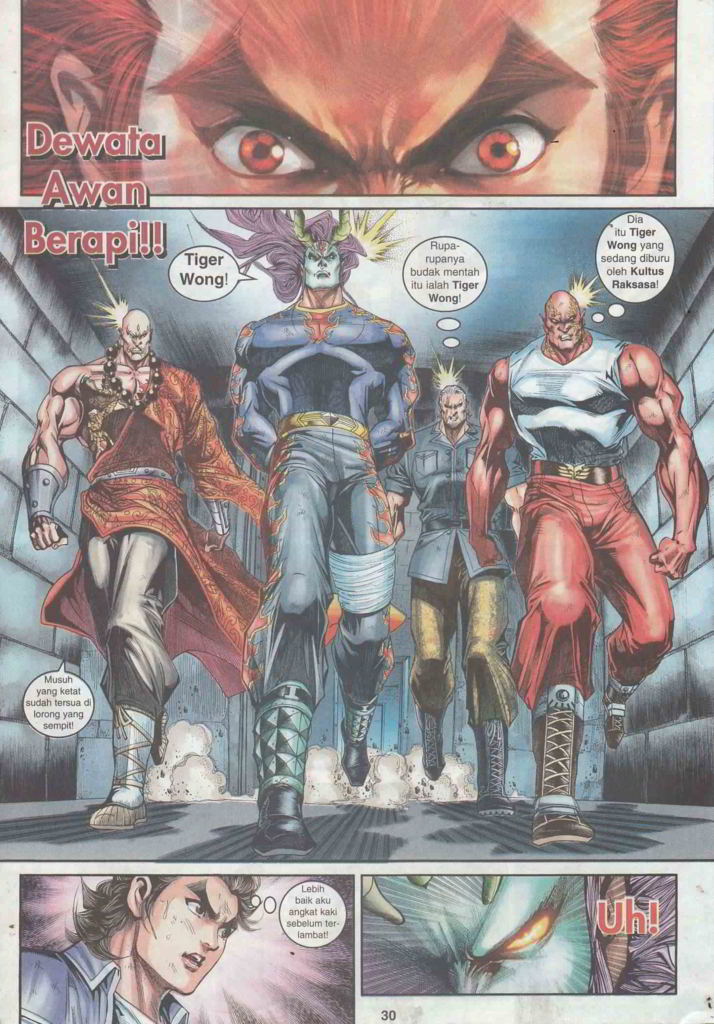 Dewata
Awan
Berapi!!
Tiger
Wong!
Rupa-
rupanya
budak mentah
itu ialah Tiger
Wong!
Dia
itu Tiger
Wong yang
sedang diburu
oleh Kultus
Raksasa!
Musuh
yang ketat
sudah tersua di
lorong yang
sempit!
Lebih
baik aku
angkat kaki
sebelum ter-
lambat!
Uh!
30